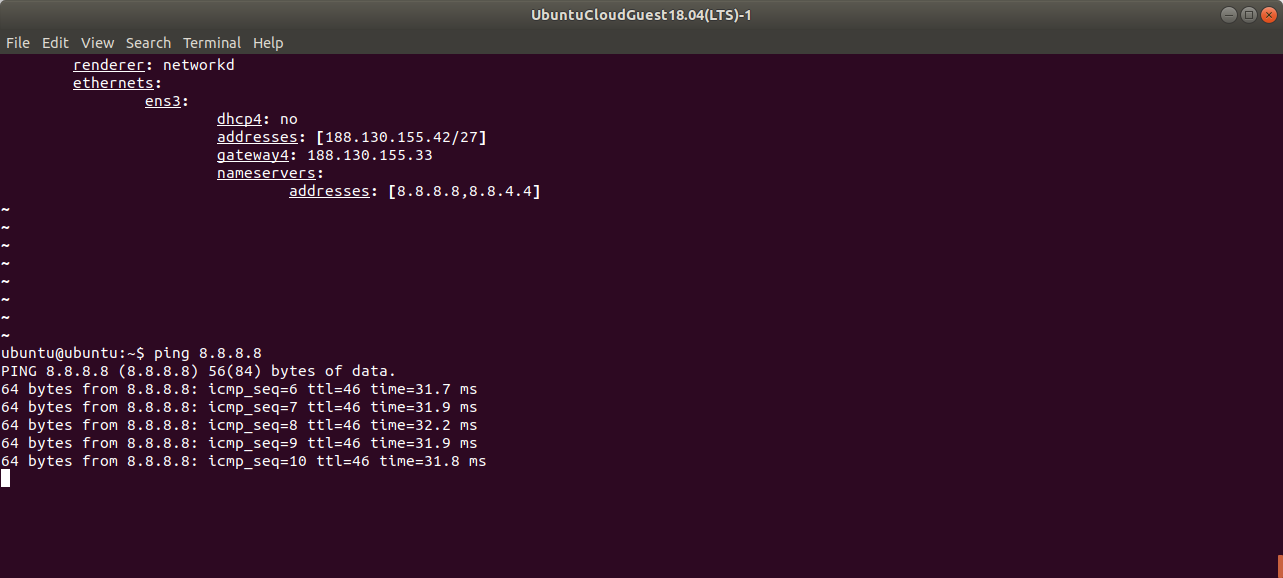 UbuntuCloudGuest18.04(LTS)-1
File Edit View Search Terminal Help
renderer: networkd
ethernets:
ens3:
dhcp4: no
addresses: [188.130.155.42/27]
gateway4: 188.130.155.33
nameservers:
addresses: [8.8.8.8,8.8.4.4]
~
~
~
~
~
~
~
~
ubuntu@ubuntu:~$ ping 8.8.8.8
PING 8.8.8.8 (8.8.8.8) 56(84) bytes of data.
64 bytes from 8.8.8.8: icmp_seq=6 ttl=46 time=31.7 ms
64 bytes from 8.8.8.8: icmp_seq=7 ttl=46 time=31.9 ms
64 bytes from 8.8.8.8: icmp_seq=8 ttl=46 time=32.2 ms
64 bytes from 8.8.8.8: icmp_seq=9 ttl=46 time=31.9 ms
64 bytes from 8.8.8.8: icmp_seq=10 ttl=46 time=31.8 ms